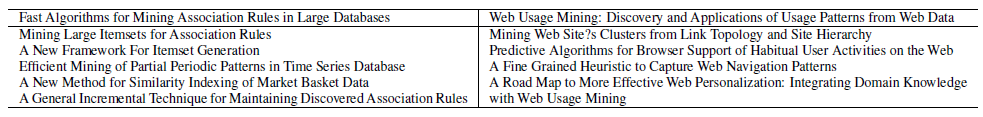 Fast Algorithms for Mining Association Rules in Large Databases
Mining Large Itemsets for Association Rules
A New Framework For Itemset Generation
Efficient Mining of Partial Periodic Patterns in Time Series Database
A New Method for Similarity Indexing of Market Basket Data
A General Incremental Technique for Maintaining Discovered Association Rules
Web Usage Mining: Discovery and Applications of Usage Patterns from Web Data
Mining Web Site?s Clusters from Link Topology and Site Hierarchy
Predictive Algorithms for Browser Support of Habitual User Activities on the Web
A Fine Grained Heuristic to Capture Web Navigation Patterns
A Road Map to More Effective Web Personalization: Integrating Domain Knowledge
with Web Usage Mining